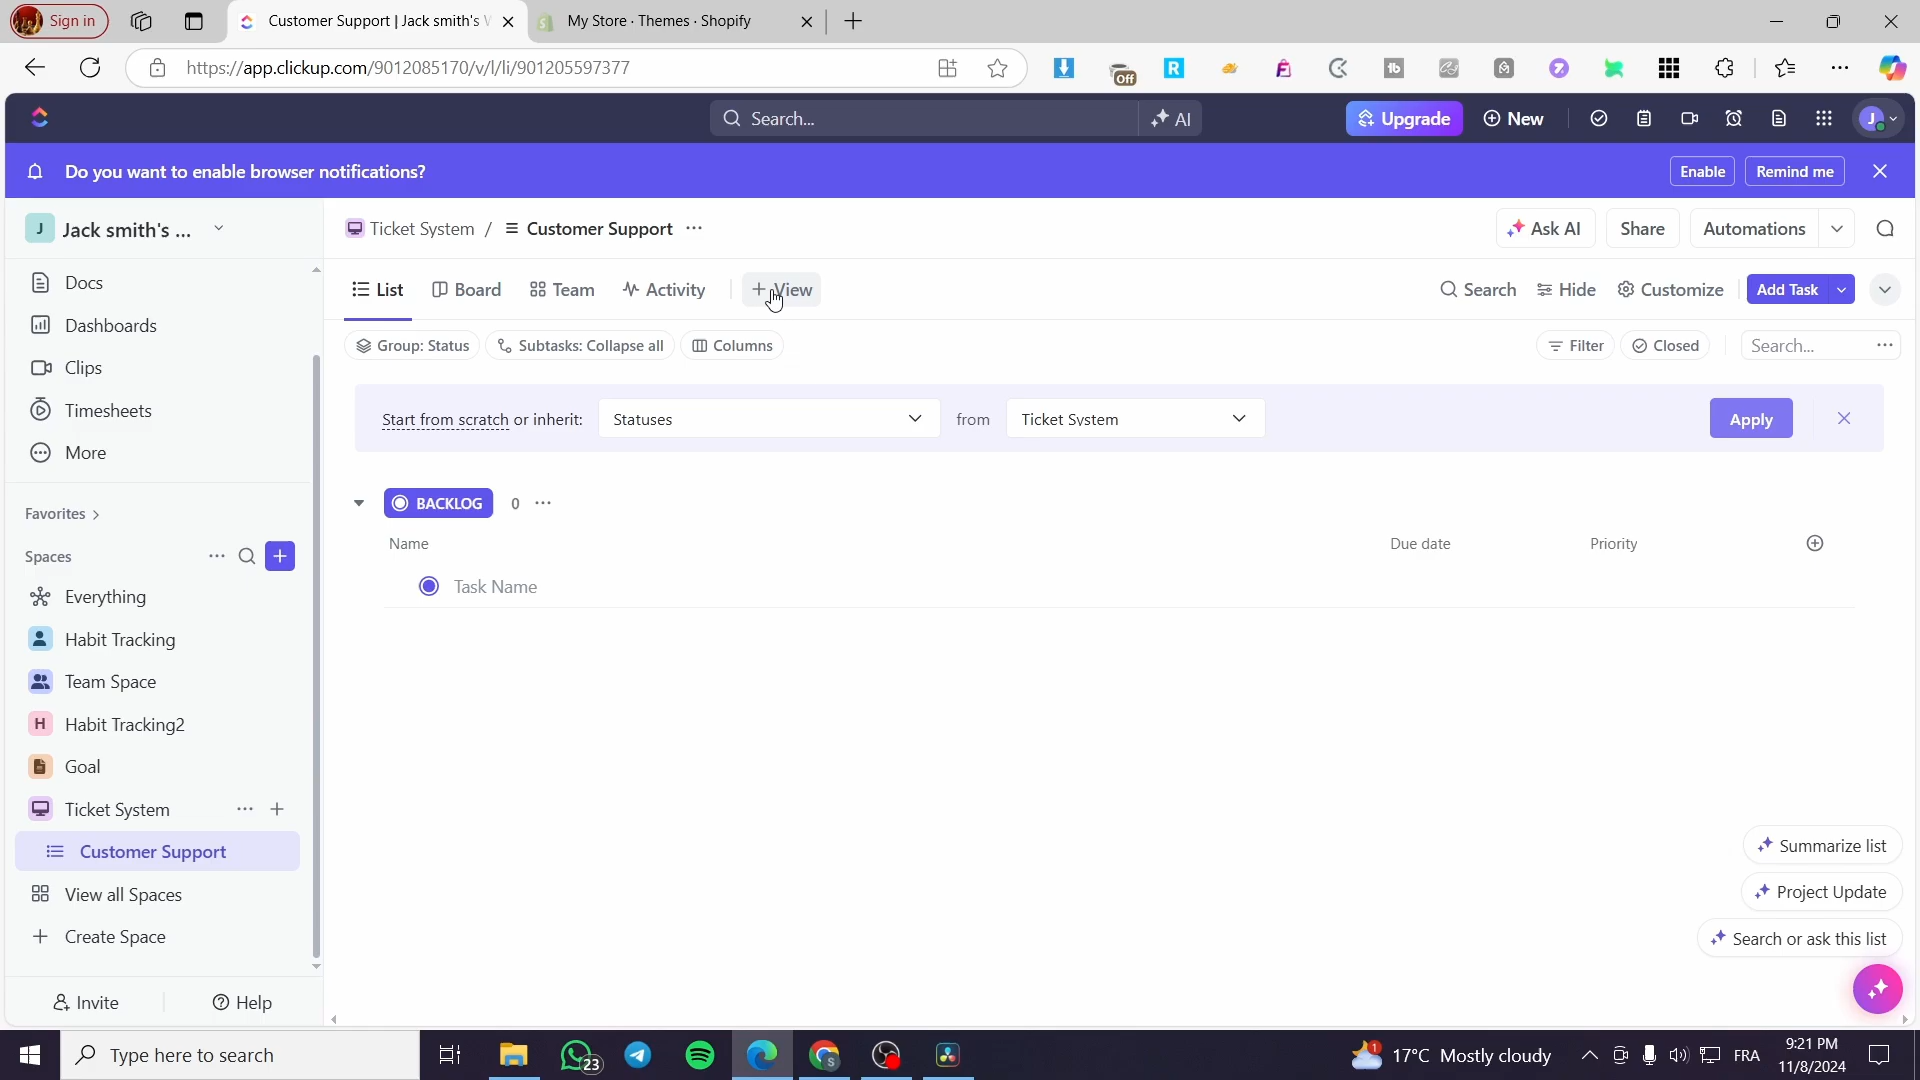 Sign in
Customer Support | Jack smith's W
My Store · Themes · Shopify
https://app.clickup.com/9012085170/v/l/li/901205597377
Off
Search...
AI
Upgrade
New
J
Do you want to enable browser notifications?
Enable
Remind me
J Jack smith's ...
Ticket System / Customer Support ...
Ask AI
Share
Automations
Docs
Dashboards
Clips
Timesheets
More
Favorites
Spaces
Everything
Habit Tracking
Team Space
H Habit Tracking2
Goal
Ticket System
Customer Support
View all Spaces
Create Space
Invite
Help
List
Board
Team
Activity
+ View
Search
Hide
Customize
Add Task
Group: Status
Subtasks: Collapse all
Columns
Filter
Closed
Search...
Start from scratch or inherit:
Statuses
from
Ticket System
Apply
BACKLOG 0 ...
Name
Due date
Priority
Task Name
Summarize list
Project Update
Search or ask this list
Type here to search
23
S
1
17°C Mostly cloudy
FRA
9:21 PM
11/8/2024